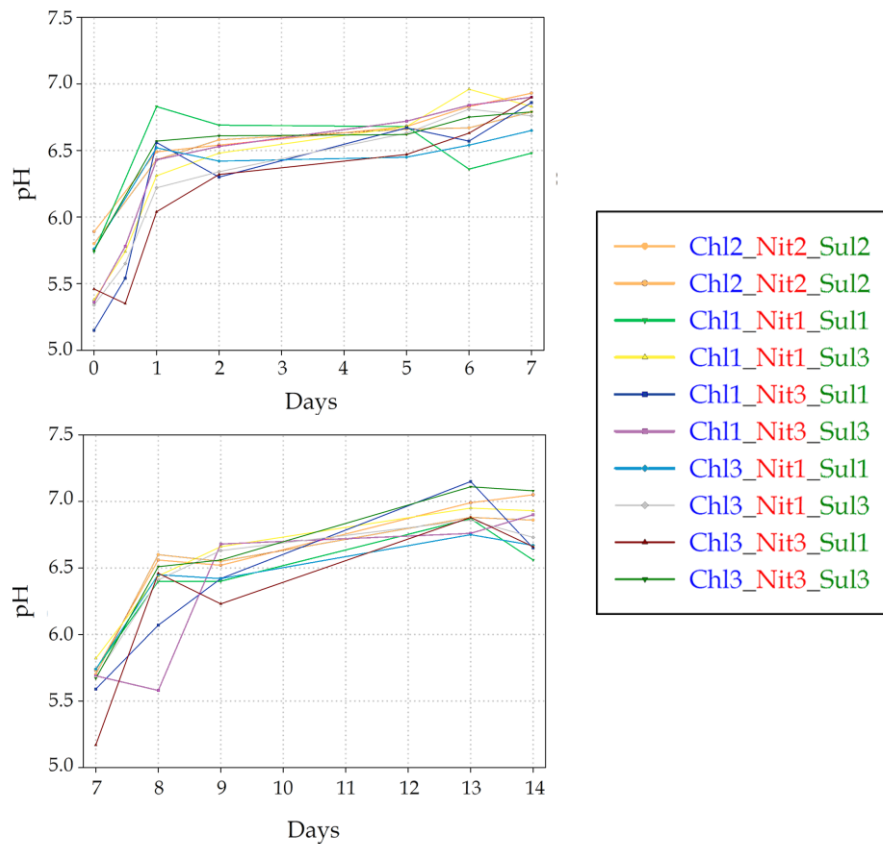 7.5
7.0
6.5
6.0
5.5
5.0
pH
0 1 2 3 4 5 6 7
Days
7.5
7.0
6.5
6.0
5.5
5.0
pH
7 8 9 10 11 12 13 14
Days
Chl2_Nit2_Sul2
Chl2_Nit2_Sul2
Chl1_Nit1_Sul1
Chl1_Nit1_Sul3
Chl1_Nit3_Sul1
Chl1_Nit3_Sul3
Chl3_Nit1_Sul1
Chl3_Nit1_Sul3
Chl3_Nit3_Sul1
Chl3_Nit3_Sul3